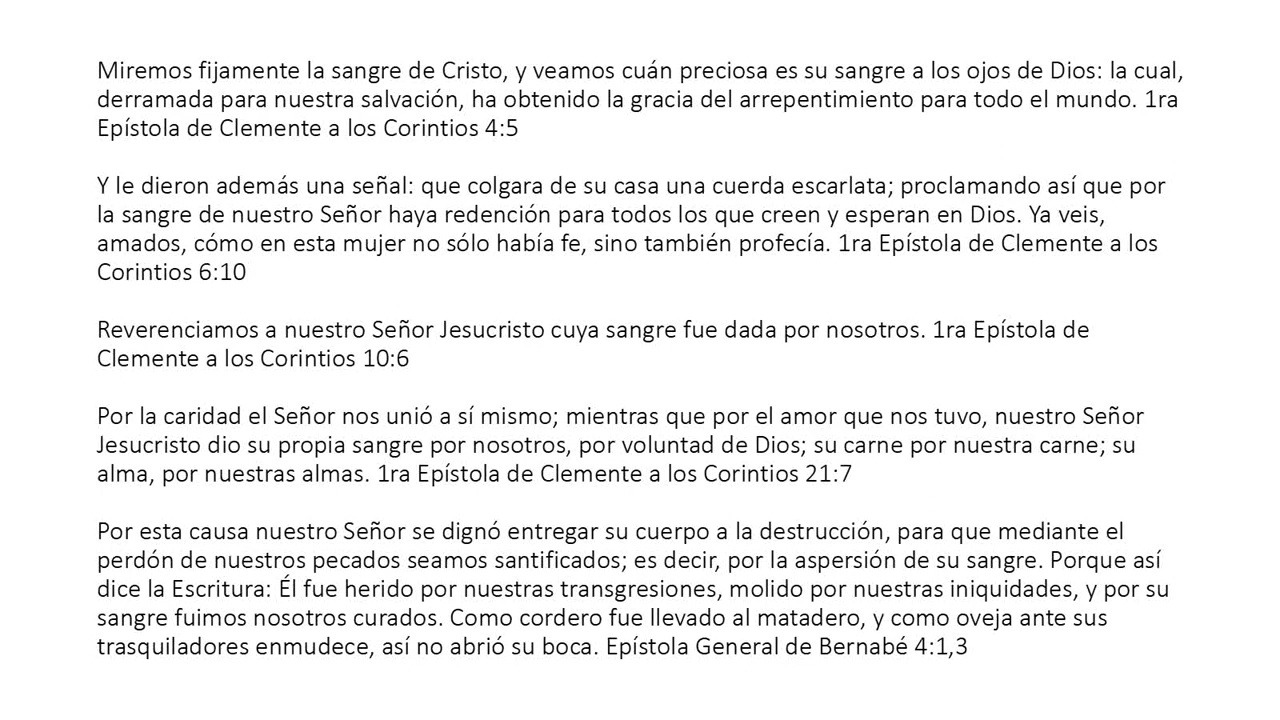 Miremos fijamente la sangre de Cristo, y veamos cuán preciosa es su sangre a los ojos de Dios: la cual,
derramada para nuestra salvación, ha obtenido la gracia del arrepentimiento para todo el mundo. 1ra
Epístola de Clemente a los Corintios 4:5
Y le dieron además una señal: que colgara de su casa una cuerda escarlata; proclamando así que por
la sangre de nuestro Señor haya redención para todos los que creen y esperan en Dios. Ya veis,
amados, cómo en esta mujer no sólo había fe, sino también profecía. 1ra Epístola de Clemente a los
Corintios 6:10
Reverenciamos a nuestro Señor Jesucristo cuya sangre fue dada por nosotros. 1ra Epístola de
Clemente a los Corintios 10:6
Por la caridad el Señor nos unió a sí mismo; mientras que por el amor que nos tuvo, nuestro Señor
Jesucristo dio su propia sangre por nosotros, por voluntad de Dios; su carne por nuestra carne; su
alma, por nuestras almas. 1ra Epístola de Clemente a los Corintios 21:7
Por esta causa nuestro Señor se dignó entregar su cuerpo a la destrucción, para que mediante el
perdón de nuestros pecados seamos santificados; es decir, por la aspersión de su sangre. Porque así
dice la Escritura: Él fue herido por nuestras transgresiones, molido por nuestras iniquidades, y por su
sangre fuimos nosotros curados. Como cordero fue llevado al matadero, y como oveja ante sus
trasquiladores enmudece, así no abrió su boca. Epístola General de Bernabé 4:1,3